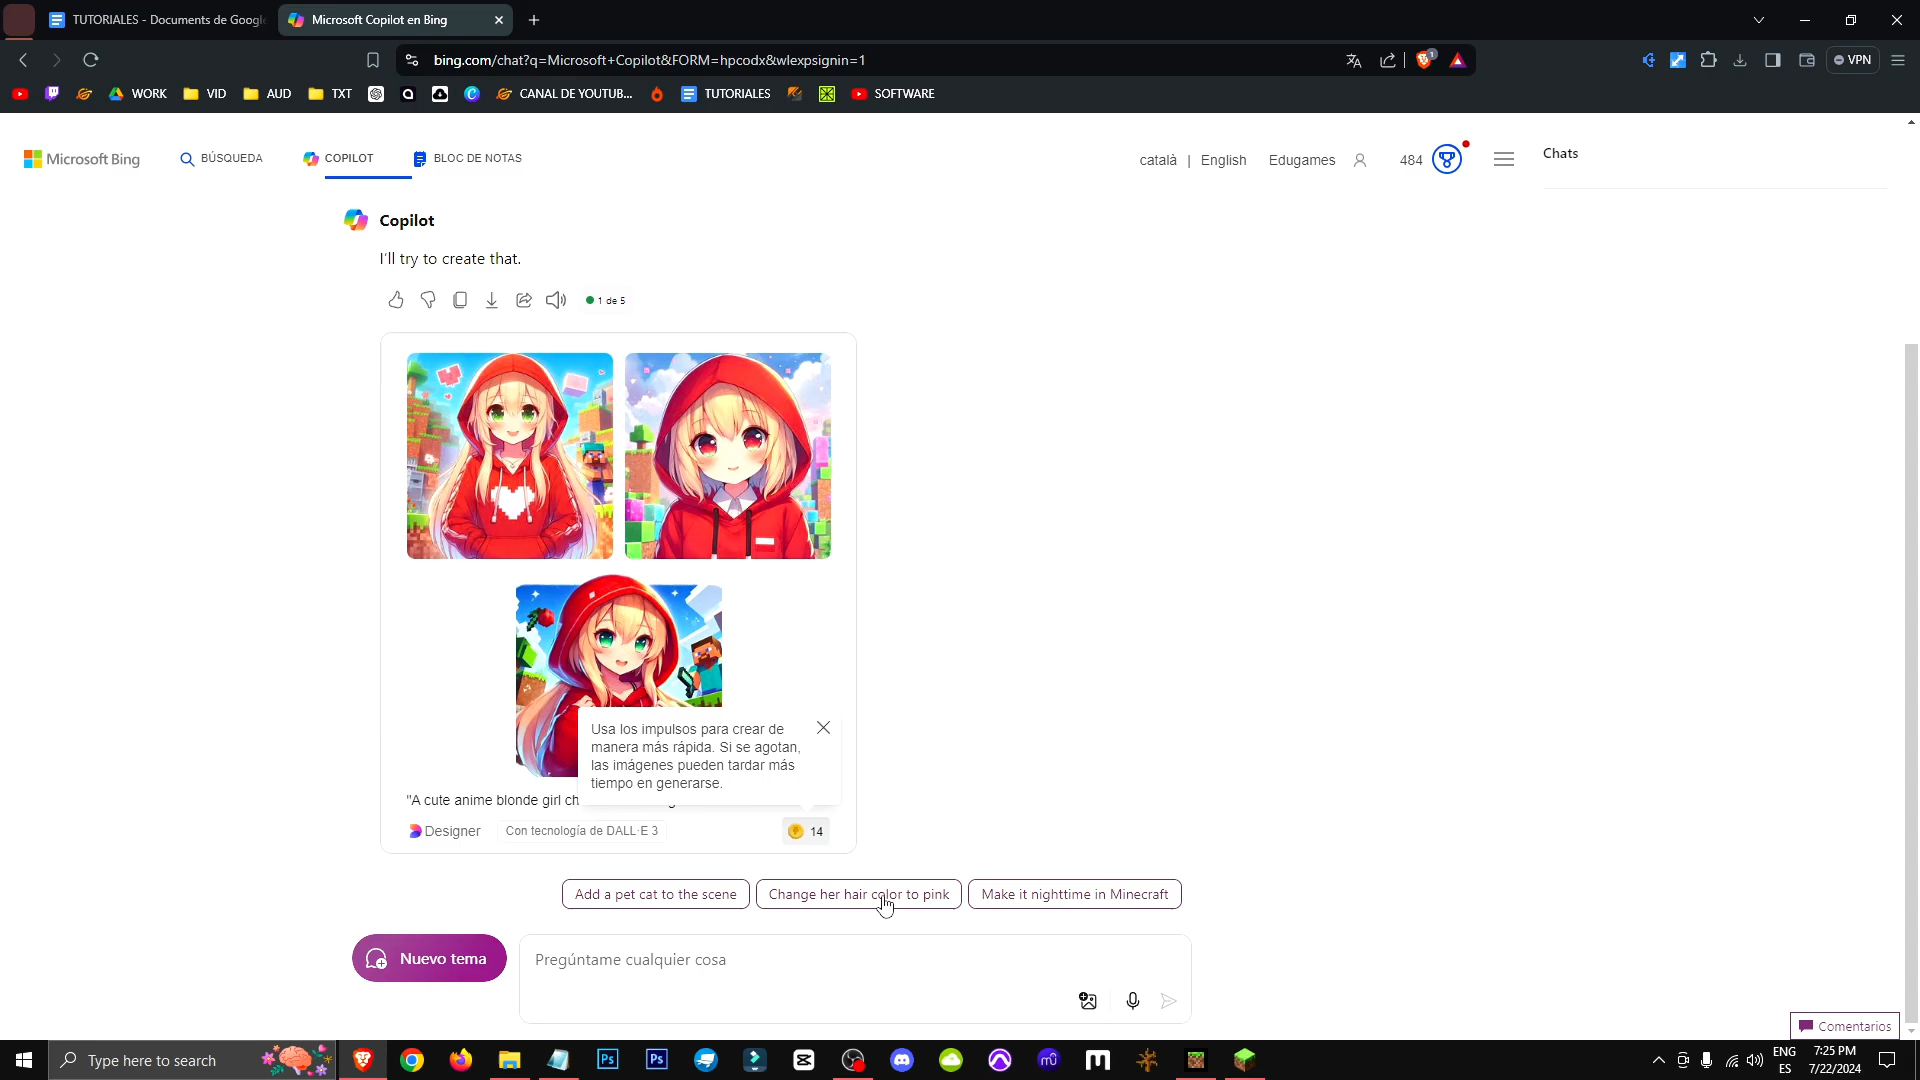 TUTORIALES - Documents de Googl
Microsoft Copilot en Bing
bing.com/chat?q=Microsoft+Copilot&FORM=hpcodx&wlexpsignin=1
1
VPN
WORK
VID
AUD
TXT
CANAL DE YOUTUB...
TUTORIALES
SOFTWARE
Microsoft Bing
BÚSQUEDA
COPILOT
BLOC DE NOTAS
català | English
Edugames
484
Chats
Copilot
I'll try to create that.
1 de 5
Usa los impulsos para crear de
manera más rápida. Si se agotan,
las imágenes pueden tardar más
tiempo en generarse.
"A cute anime blonde girl ch
Designer
Con tecnología de DALL·E 3
14
Add a pet cat to the scene
Change her hair color to pink
Make it nighttime in Minecraft
Nuevo tema
Pregúntame cualquier cosa
Comentarios
Type here to search
Ps
Ps
ENG
ES
7:25 PM
7/22/2024